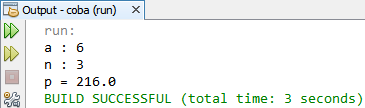 Output - coba (run)
run:
a : 6
n : 3
p = 216.0
BUILD SUCCESSFUL (total time: 3 seconds)